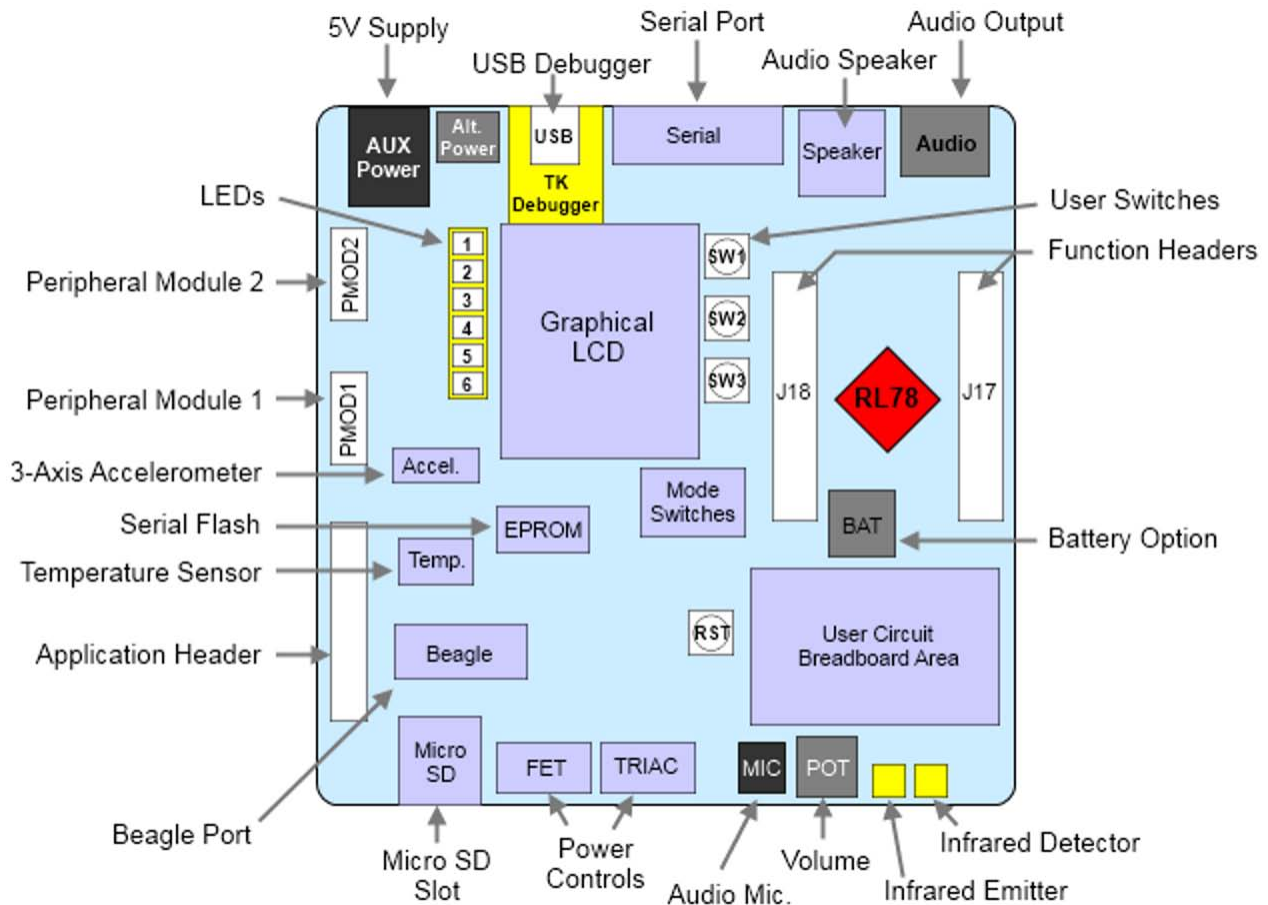 5V Supply
USB Debugger
Serial Port
Audio Speaker
Audio Output
AUX
Power
Alt.
Power
USB
TK
Debugger
Serial
Speaker
Audio
LEDs
User Switches
Function Headers
Peripheral Module 2
PMOD2
1
2
3
4
5
6
Graphical
LCD
SW1
SW2
SW3
J18
RL78
J17
Peripheral Module 1
PMOD1
3-Axis Accelerometer
Accel.
Mode
Switches
Serial Flash
EPROM
BAT
Battery Option
Temperature Sensor
Temp.
Application Header
Beagle
RST
User Circuit
Breadboard Area
Micro
SD
FET
TRIAC
MIC
POT
Beagle Port
Micro SD
Slot
Power
Controls
Audio Mic.
Volume
Infrared Detector
Infrared Emitter